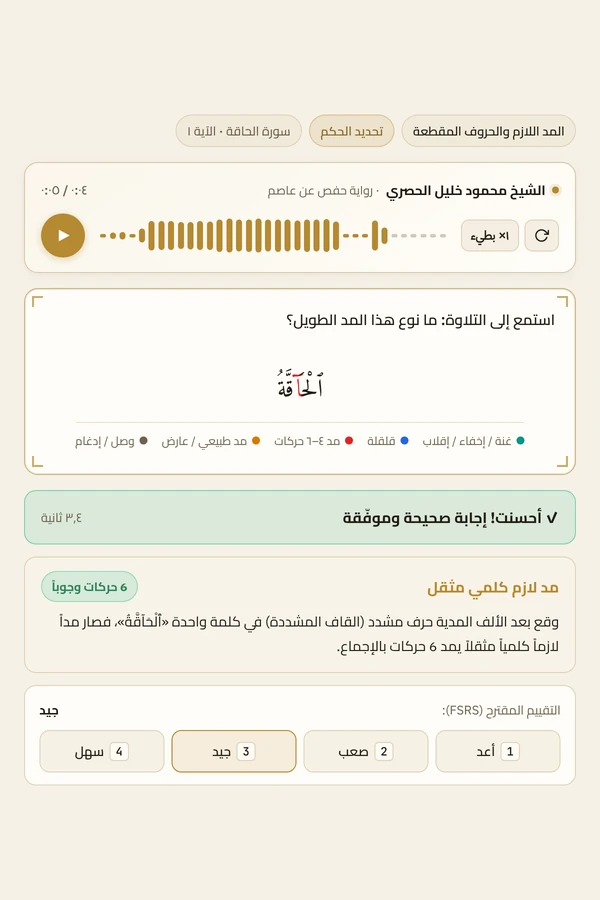 المد اللازم والحروف المقطعة
تحديد الحكم
سورة الحاقة · الآية ١
الشيخ محمود خليل الحصري · رواية حفص عن عاصم
٠:٠٤ / ٠:٠٥
١× بطيء
استمع إلى التلاوة: ما نوع هذا المد الطويل؟
ٱلْحَآقَّةُ
غنة / إخفاء / إقلاب
قلقلة
مد ٤–٦ حركات
مد طبيعي / عارض
وصل / إدغام
✓ أحسنت! إجابة صحيحة وموفّقة
٣,٤ ثانية
مد لازم كلمي مثقل
6 حركات وجوباً
وقع بعد الألف المدية حرف مشدد (القاف المشددة) في كلمة واحدة «ٱلْحَآقَّةُ»، فصار مداً
لازماً كلمياً مثقلاً يمد 6 حركات بالإجماع.
التقييم المقترح (FSRS):
جيد
1 أعد
2 صعب
3 جيد
4 سهل